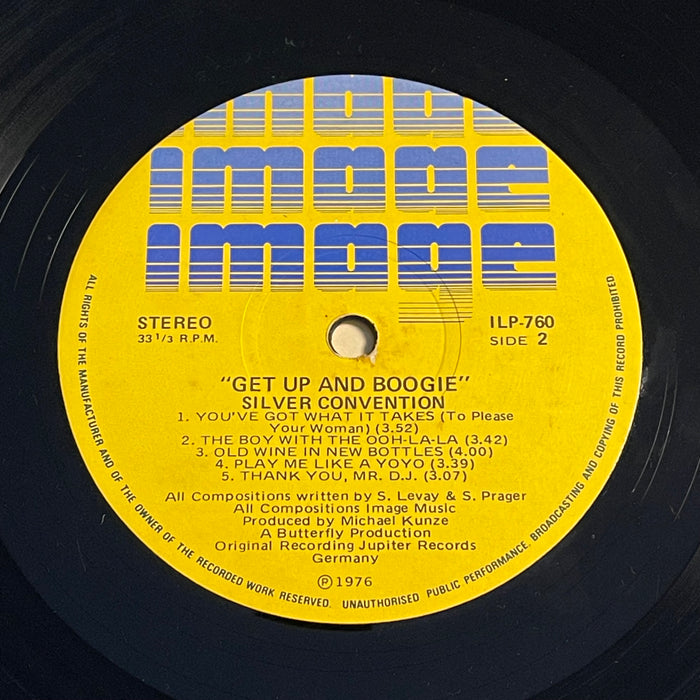 image
image
image
STEREO
33 1/3 R.P.M.
ILP-760
SIDE 2
"GET UP AND BOOGIE"
SILVER CONVENTION
1. YOU'VE GOT WHAT IT TAKES (To Please
Your Woman) (3.52)
2. THE BOY WITH THE OOH-LA-LA (3.42)
3. OLD WINE IN NEW BOTTLES (4.00)
4. PLAY ME LIKE A YOYO (3.39)
5. THANK YOU, MR. D.J. (3.07)
All Compositions written by S. Levay & S. Prager
All Compositions Image Music
Produced by Michael Kunze
A Butterfly Production
Original Recording Jupiter Records
Germany
℗ 1976
ALL RIGHTS OF THE MANUFACTURER AND OF THE OWNER OF THE RECORDED WORK RESERVED. UNAUTHORISED PUBLIC PERFORMANCE, BROADCASTING AND COPYING OF THIS RECORD PROHIBITED